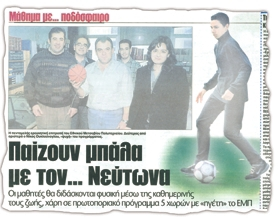 Μάθημα με... ποδόσφαιρο
Παίζουν μπάλα
με τον... Νεύτωνα
Οι μαθητές θα διδάσκονται φυσική μέσω της καθημερινής
τους ζωής, χάρη σε πρωτοποριακό πρόγραμμα 5 χωρών με «ηγέτη» το ΕΜΠ